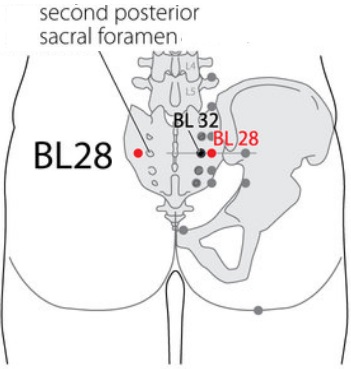 second posterior
sacral foramen
L4
L5
BL 32
BL 28
BL28